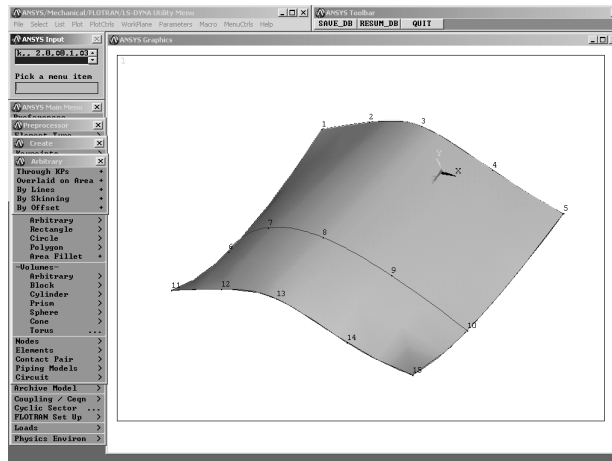 ANSYS/Mechanical/FLOTRAN/LS-DYNA Utility Menu
ANSYS Toolbar
File Select List Plot PlotCtrls WorkPlane Parameters Macro MenuCtrls Help
SAVE_DB RESUM_DB QUIT
ANSYS Input
ANSYS Graphics
Pick a menu item
1
ANSYS Main Menu
Preprocessor
Create
Arbitrary
Through KPs +
Overlaid on Area +
By Lines +
By Skinning +
By Offset +
Arbitrary >
Rectangle >
Circle >
Polygon >
Area Fillet +
-Volumes-
Arbitrary >
Block >
Cylinder >
Prism >
Sphere >
Cone >
Torus ...
Nodes >
Elements >
Contact Pair >
Piping Models >
Circuit >
Archive Model >
Coupling / Ceqn >
Cyclic Sector ...
FLOTRAN Set Up >
Loads >
Physics Environ >
1 2 3
4
5
Y
X
6 7 8
9
10
11 12 13
14
15